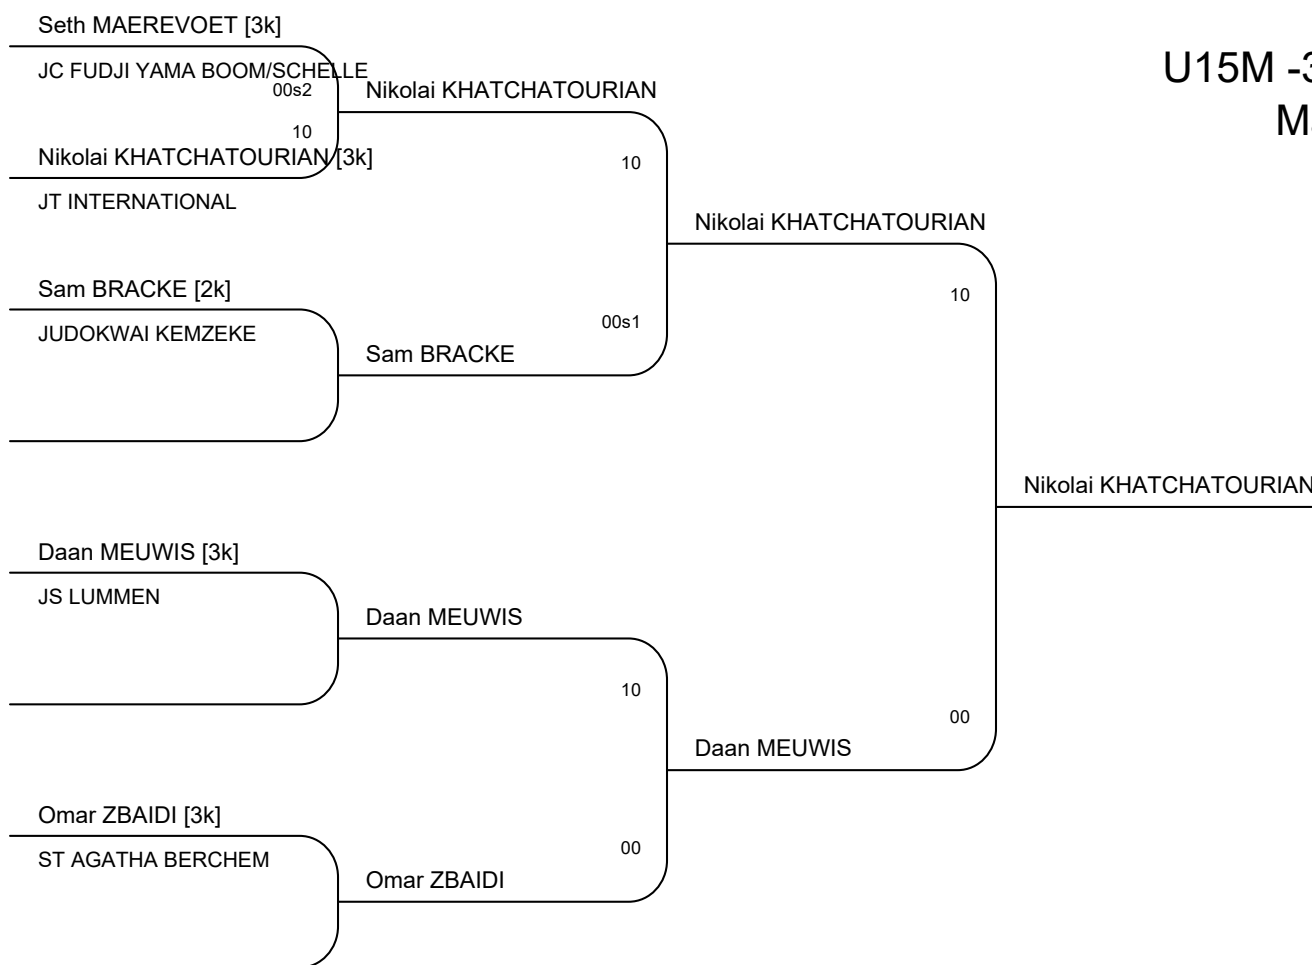 Seth MAEREVOET [3k]
JC FUDJI YAMA BOOM/SCHELLE
00s2
10
Nikolai KHATCHATOURIAN [3k]
JT INTERNATIONAL
Sam BRACKE [2k]
JUDOKWAI KEMZEKE
Daan MEUWIS [3k]
JS LUMMEN
Omar ZBAIDI [3k]
ST AGATHA BERCHEM
Nikolai KHATCHATOURIAN
10
00s1
Sam BRACKE
Daan MEUWIS
10
00
Omar ZBAIDI
Nikolai KHATCHATOURIAN
10
00
Daan MEUWIS
Nikolai KHATCHATOURIAN
U15M -3